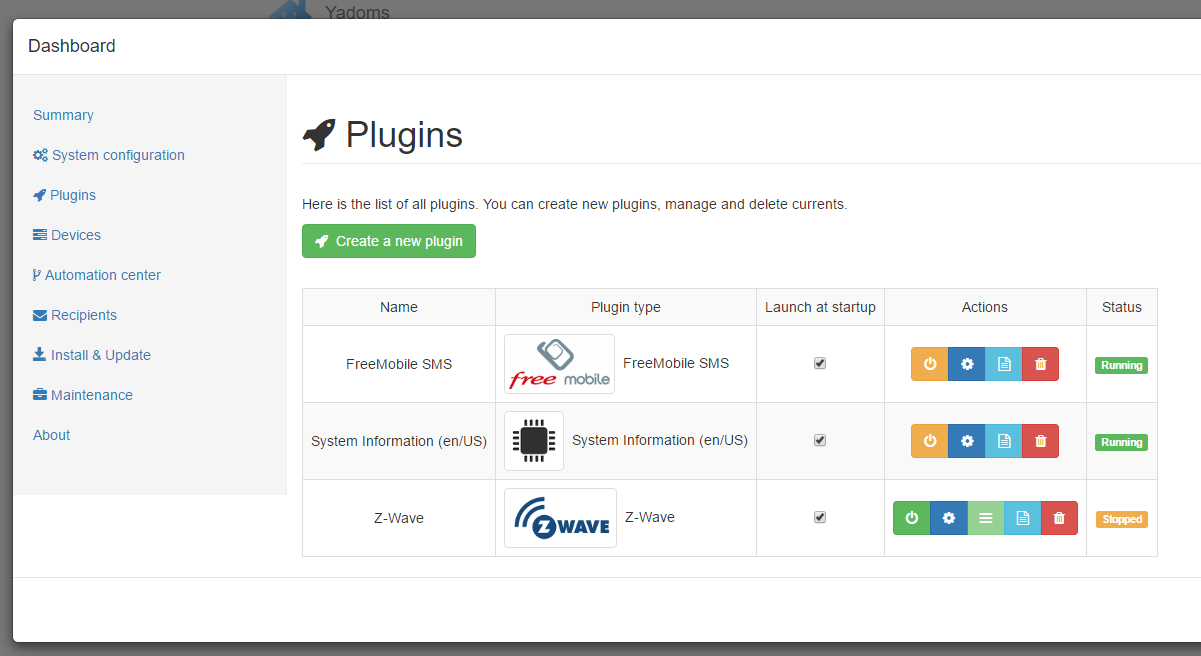 Yadoms
Dashboard
Summary
System configuration
Plugins
Devices
Automation center
Recipients
Install & Update
Maintenance
About
Plugins
Here is the list of all plugins. You can create new plugins, manage and delete currents.
Create a new plugin
Name Plugin type Launch at startup Actions Status
FreeMobile SMS free mobile FreeMobile SMS Running
System Information (en/US) System Information (en/US) Running
Z-Wave Z WAVE Z-Wave Stopped